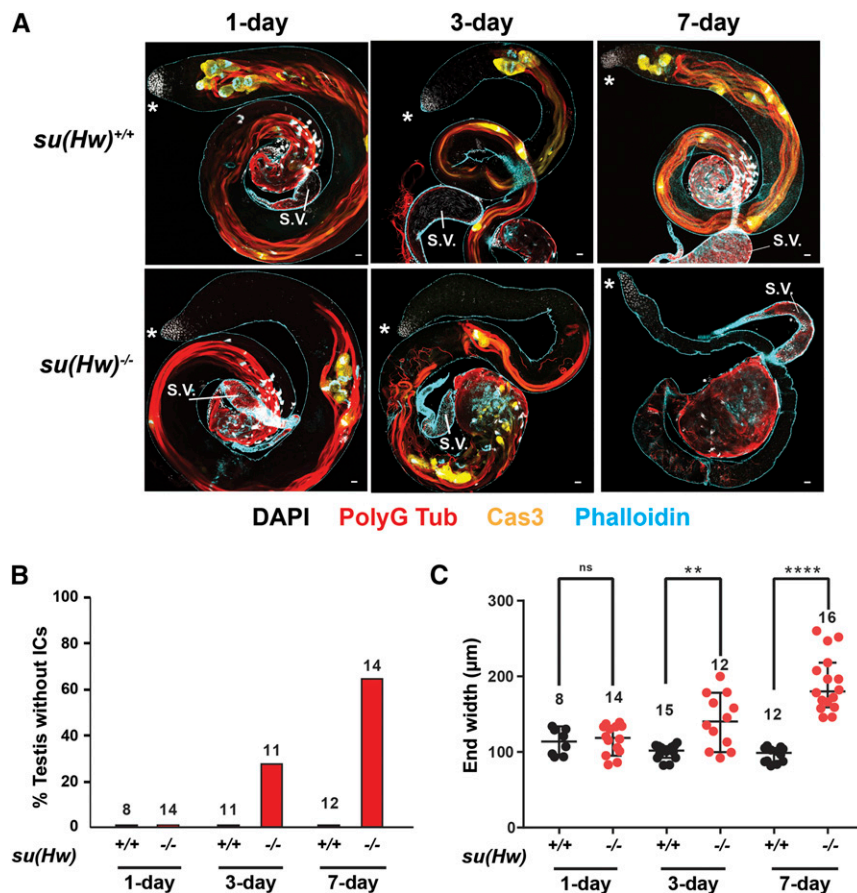 A
1-day 3-day 7-day
su(Hw)+/+
* * *
S.V. S.V. S.V.
su(Hw)-/-
* * *
S.V. S.V. S.V.
DAPI PolyG Tub Cas3 Phalloidin
B
% Testis without ICs
100
80
60
40
20
0
8 14 11 11 12 14
su(Hw) +/+ -/- +/+ -/- +/+ -/-
1-day 3-day 7-day
C
End width (µm)
ns ** ****
300
200
100
0
8 14 15 12 12 16
su(Hw) +/+ -/- +/+ -/- +/+ -/-
1-day 3-day 7-day